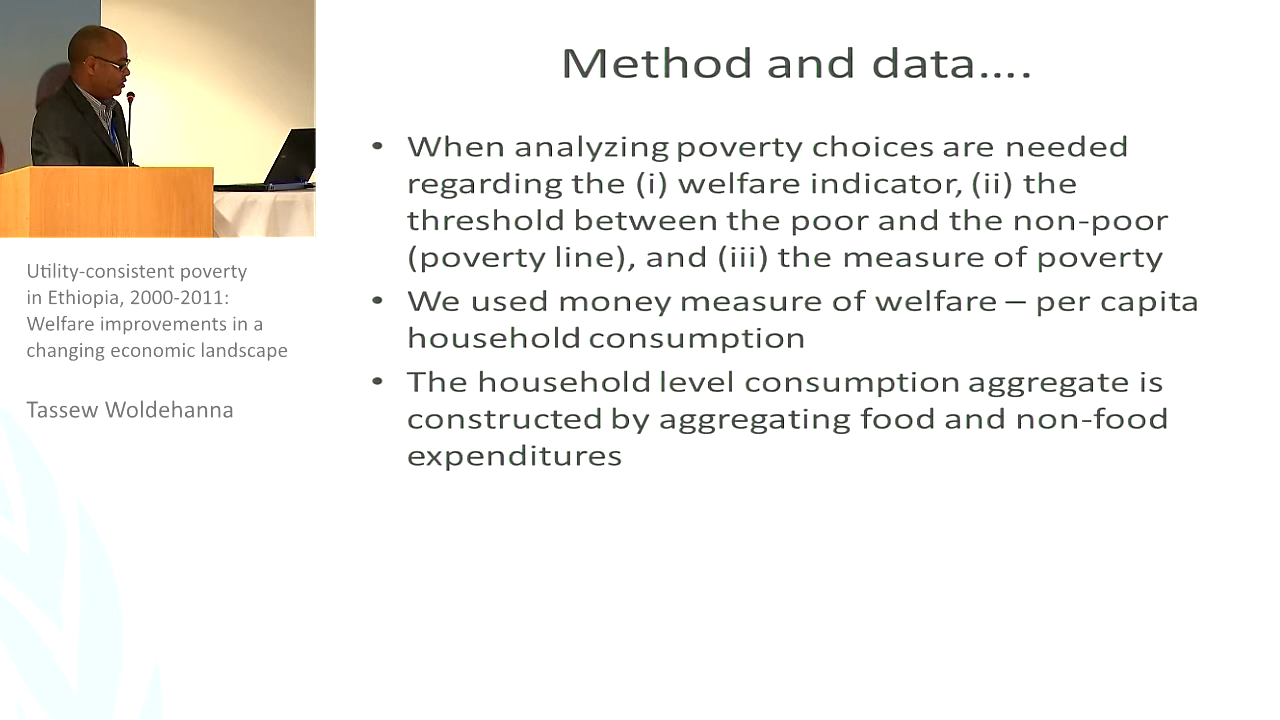 Method and data....
• When analyzing poverty choices are needed
regarding the (i) welfare indicator, (ii) the
threshold between the poor and the non-poor
(poverty line), and (iii) the measure of poverty
• We used money measure of welfare – per capita
household consumption
• The household level consumption aggregate is
constructed by aggregating food and non-food
expenditures
Utility-consistent poverty
in Ethiopia, 2000-2011:
Welfare improvements in a
changing economic landscape
Tassew Woldehanna